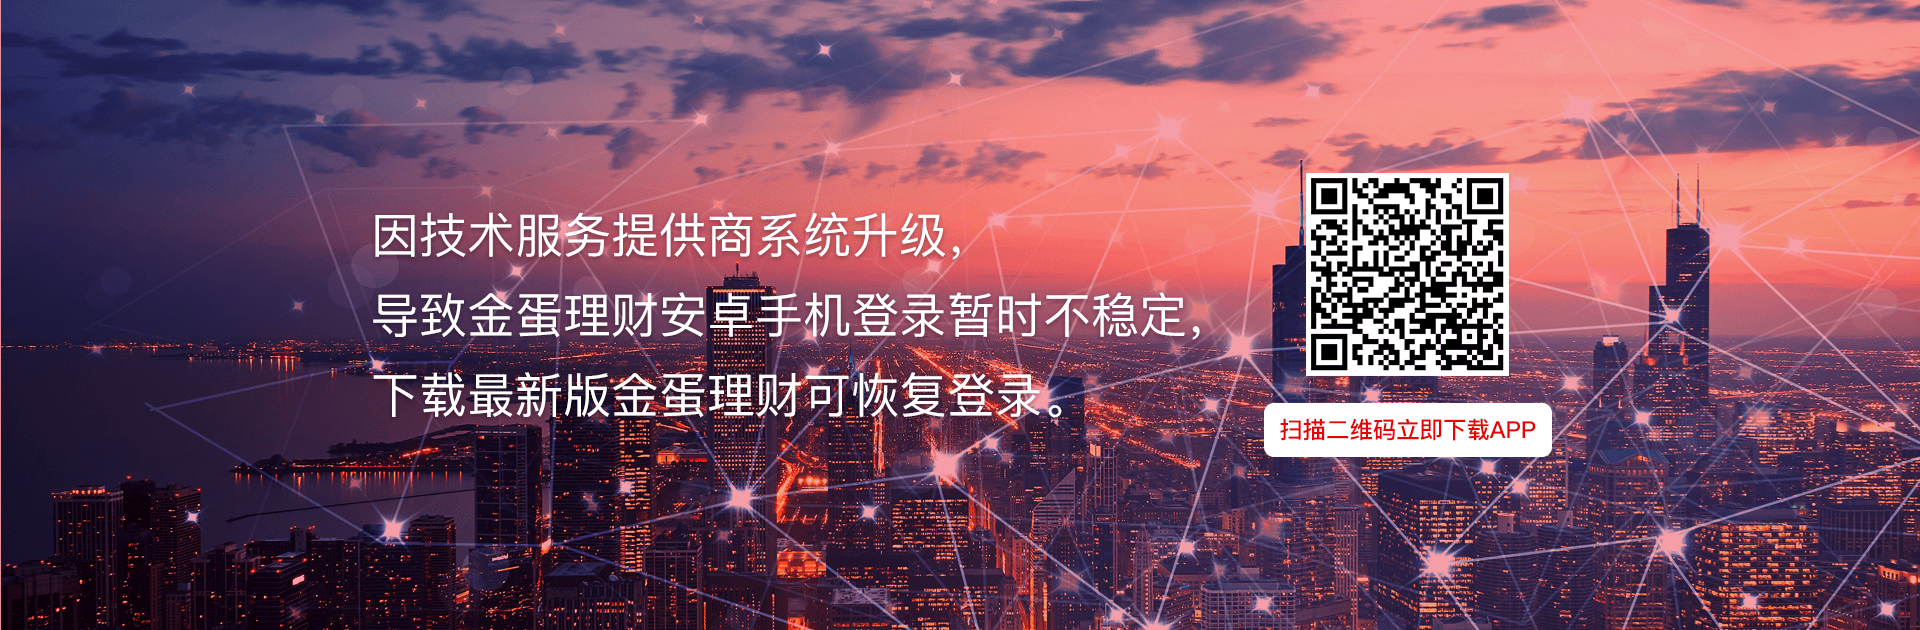 因技术服务提供商系统升级，
导致金蛋理财安卓手机登录暂时不稳定，
下载最新版金蛋理财可恢复登录。
扫描二维码立即下载APP